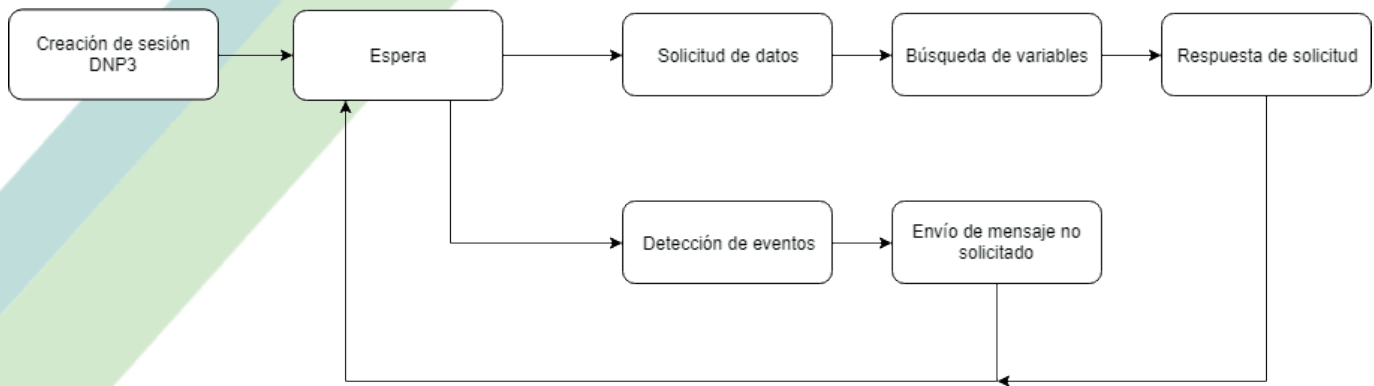 Creación de sesión
DNP3
Espera
Solicitud de datos
Búsqueda de variables
Respuesta de solicitud
Detección de eventos
Envío de mensaje no
solicitado